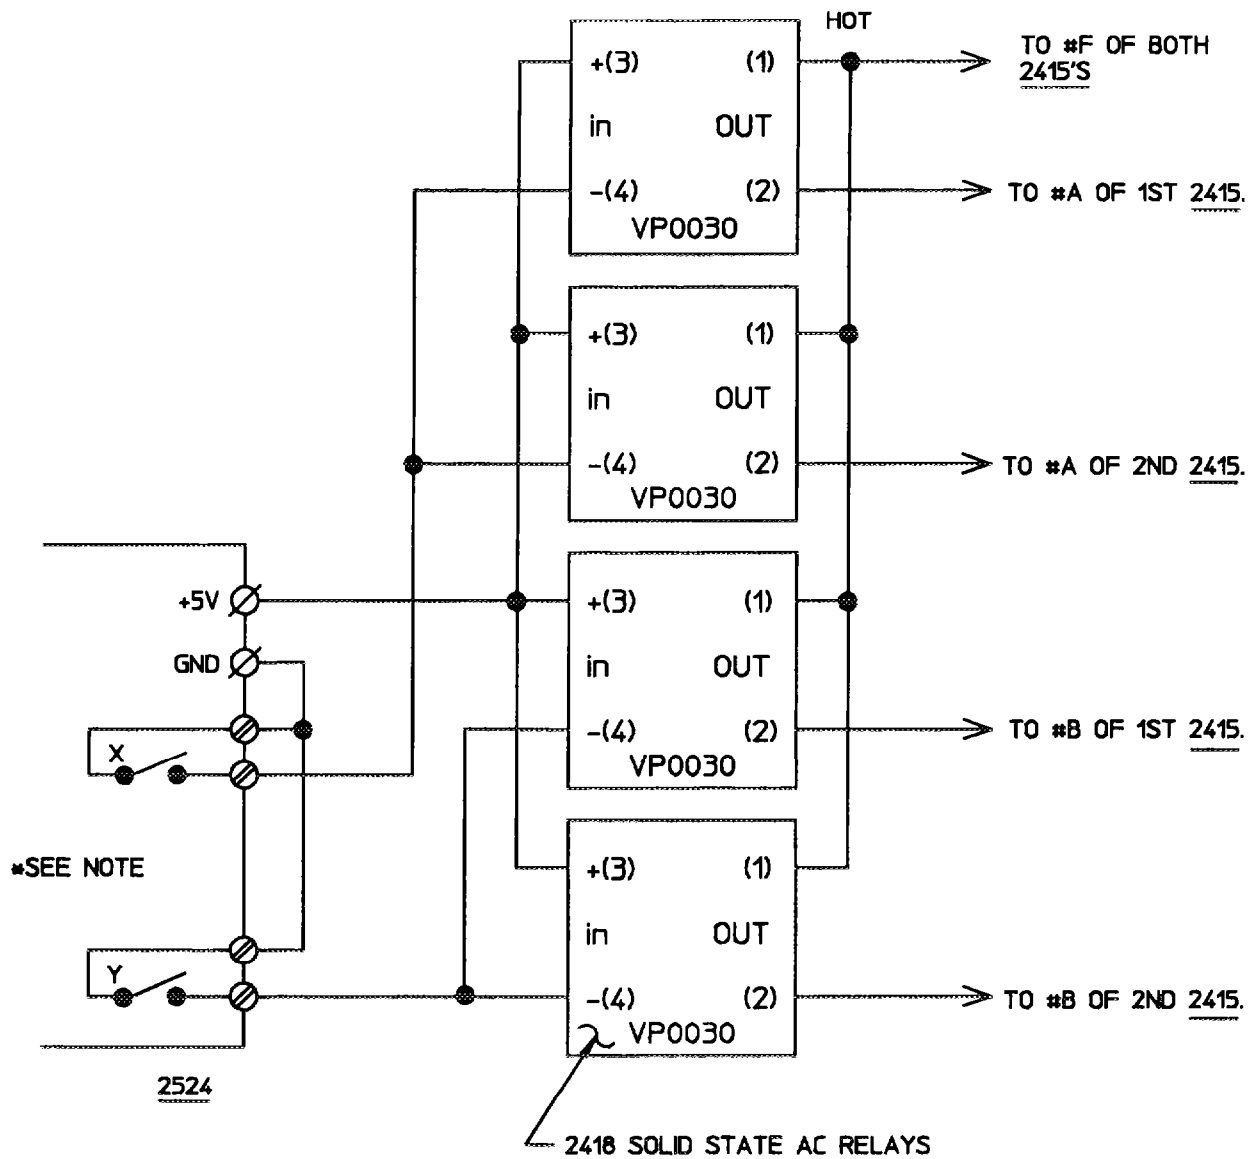 HOT
+(3) (1)
in OUT
-(4) (2)
VP0030
TO #F OF BOTH
2415'S
TO #A OF 1ST 2415.
+(3) (1)
in OUT
-(4) (2)
VP0030
TO #A OF 2ND 2415.
+5V
GND
X
*SEE NOTE
Y
2524
+(3) (1)
in OUT
-(4) (2)
VP0030
TO #B OF 1ST 2415.
+(3) (1)
in OUT
-(4) (2)
VP0030
TO #B OF 2ND 2415.
2418 SOLID STATE AC RELAYS